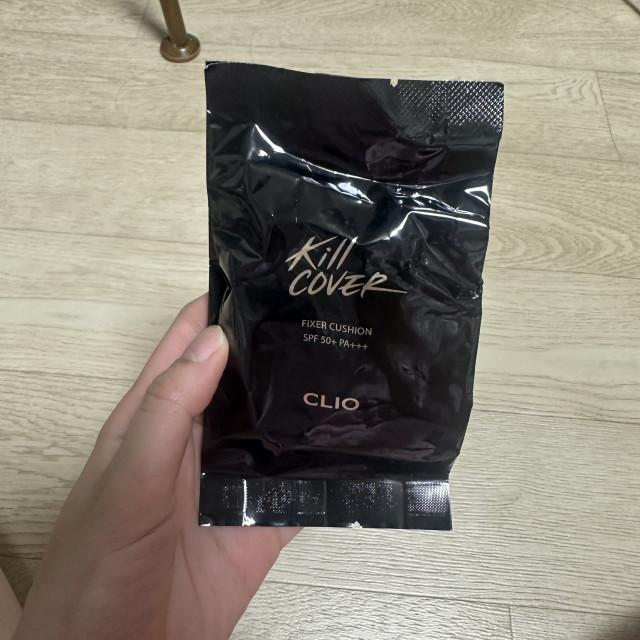 Kill
COVER
FIXER CUSHION
SPF 50+ PA+++
CLIO